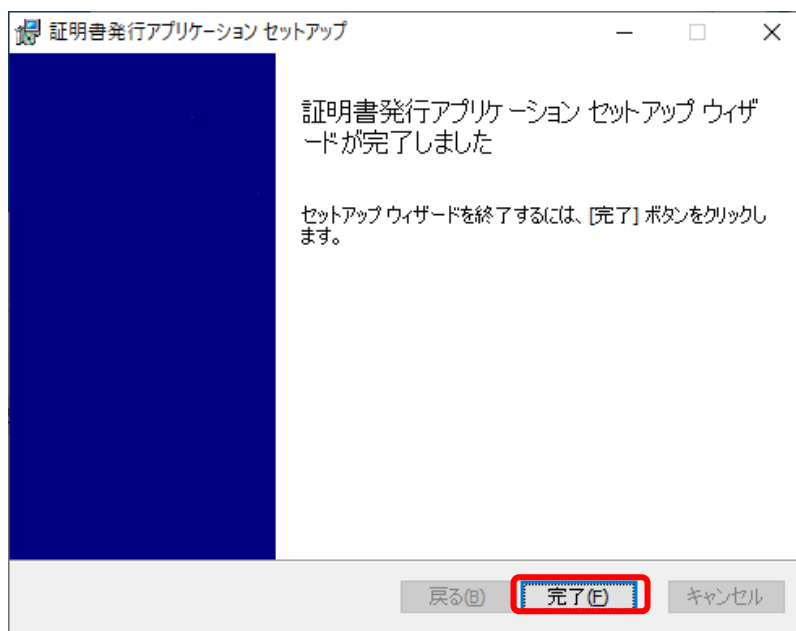 証明書発行アプリケーション セットアップ
証明書発行アプリケーション セットアップ ウィザ
ードが完了しました
セットアップ ウィザードを終了するには、[完了] ボタンをクリックし
ます。
戻る(B) 完了(F) キャンセル